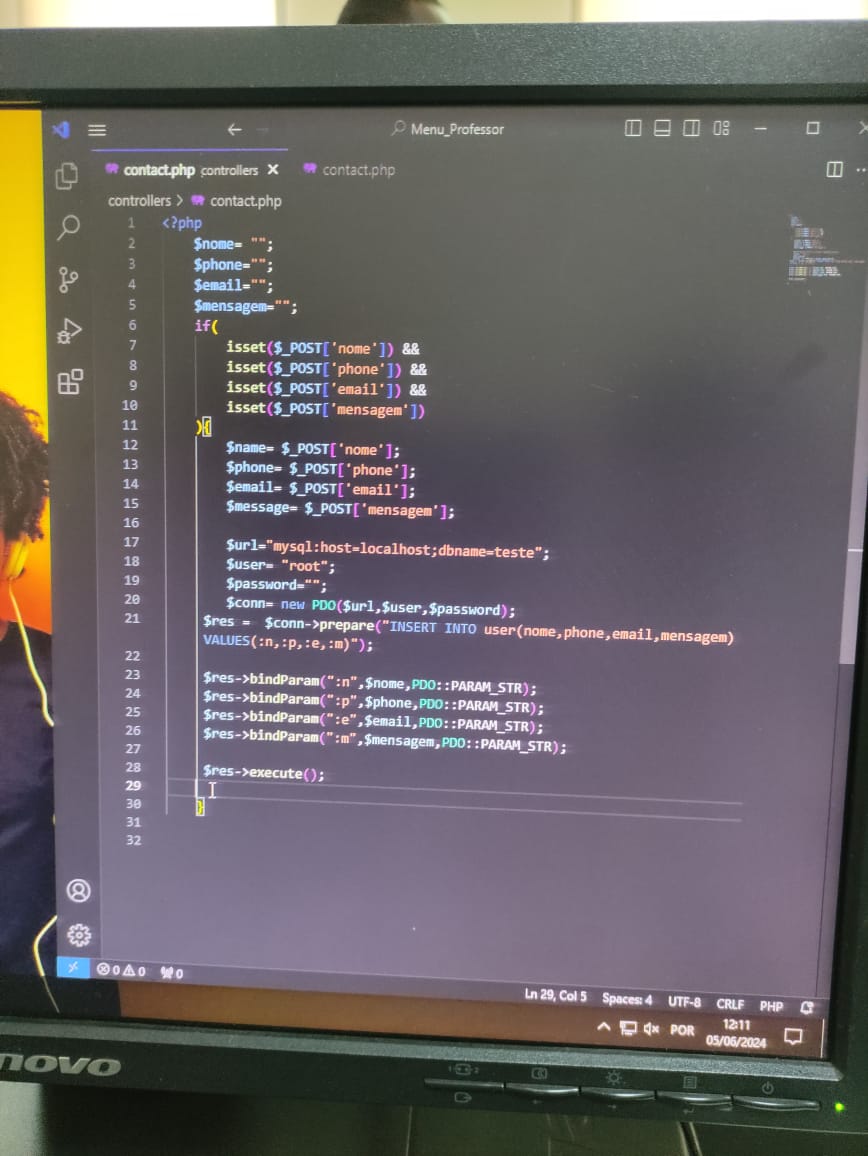 Menu_Professor
contact.php controllers
contact.php
controllers > contact.php
1 <?php
2 $nome= "";
3 $phone="";
4 $email="";
5 $mensagem="";
6 if(
7 isset($_POST['nome']) &&
8 isset($_POST['phone']) &&
9 isset($_POST['email']) &&
10 isset($_POST['mensagem'])
11 ){
12 $name= $_POST['nome'];
13 $phone= $_POST['phone'];
14 $email= $_POST['email'];
15 $message= $_POST['mensagem'];
16
17 $url="mysql:host=localhost;dbname=teste";
18 $user= "root";
19 $password="";
20 $conn= new PDO($url,$user,$password);
21 $res = $conn->prepare("INSERT INTO user(nome,phone,email,mensagem)
VALUES(:n,:p,:e,:m)");
22
23 $res->bindParam(":n",$nome,PDO::PARAM_STR);
24 $res->bindParam(":p",$phone,PDO::PARAM_STR);
25 $res->bindParam(":e",$email,PDO::PARAM_STR);
26 $res->bindParam(":m",$mensagem,PDO::PARAM_STR);
27
28 $res->execute();
29
30 }
31
32
0 0 0
Ln 29, Col 5 Spaces: 4 UTF-8 CRLF PHP
POR
12:11
05/06/2024
novo